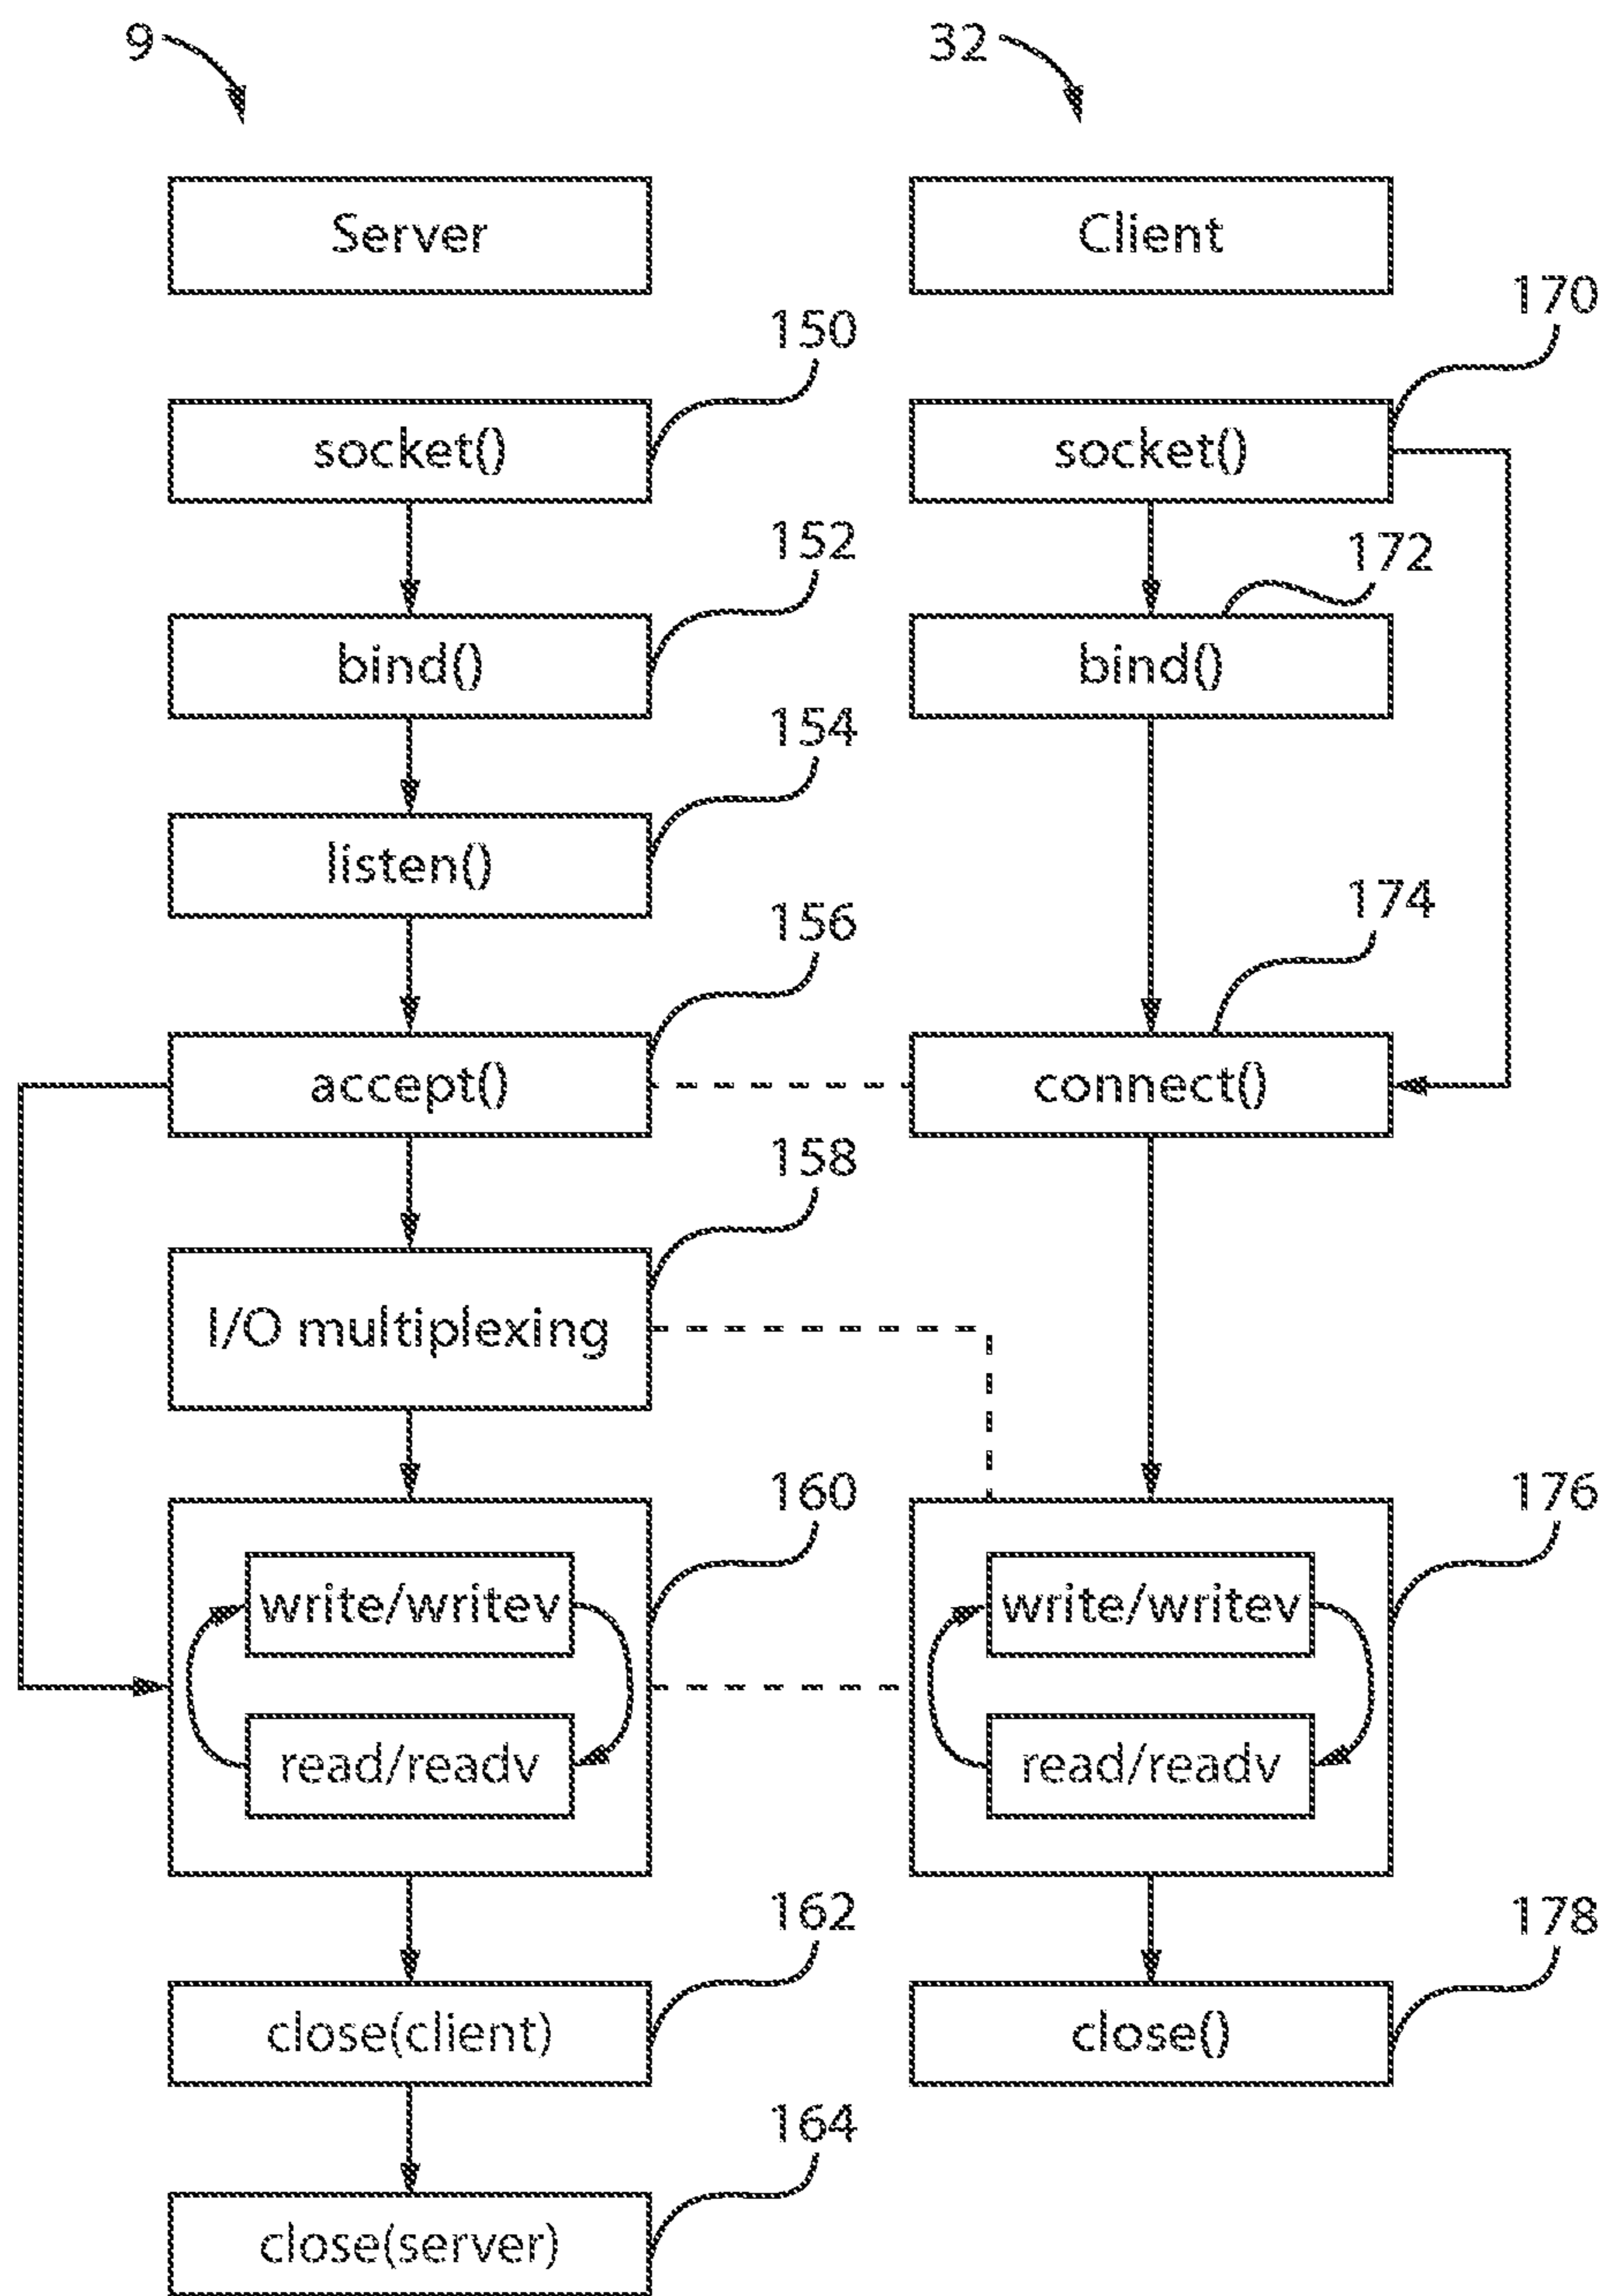 9
32
Server
Client
170
150
socket()
socket()
152
172
bind()
bind()
154
listen()
174
156
accept()
connect()
158
I/O multiplexing
160
176
write/writev
write/writev
read/readv
read/readv
162
178
close(client)
close()
164
close(server)